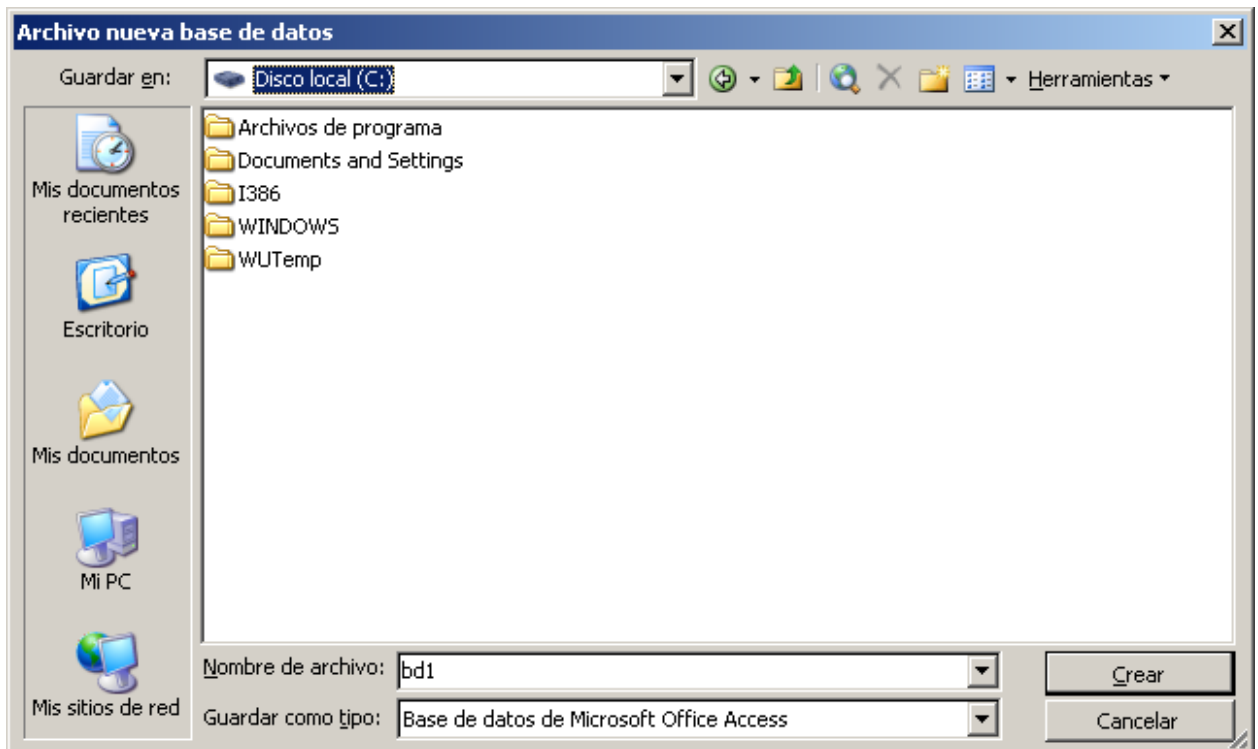 Archivo nueva base de datos
Guardar en:
Disco local (C:)
Herramientas
Mis documentos
recientes
Escritorio
Mis documentos
Mi PC
Mis sitios de red
Archivos de programa
Documents and Settings
I386
WINDOWS
WUTemp
Nombre de archivo:
bd1
Crear
Guardar como tipo:
Base de datos de Microsoft Office Access
Cancelar